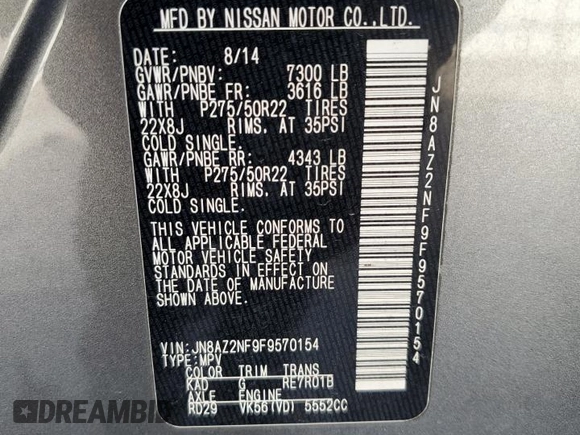 MFD BY NISSAN MOTOR CO.,LTD.
DATE: 8/14
GVWR/PNBV: 7300 LB
GAWR/PNBE FR: 3616 LB
WITH P275/50R22 TIRES
22X8J RIMS. AT 35PSI
COLD SINGLE.
GAWR/PNBE RR: 4343 LB
WITH P275/50R22 TIRES
22X8J RIMS. AT 35PSI
COLD SINGLE.
THIS VEHICLE CONFORMS TO
ALL APPLICABLE FEDERAL
MOTOR VEHICLE SAFETY
STANDARDS IN EFFECT ON
THE DATE OF MANUFACTURE
SHOWN ABOVE.
VIN:JN8AZ2NF9F9570154
TYPE:MPV
COLOR TRIM TRANS
KAD G RE7R01B
AXLE ENGINE
RD29 VK56(VD) 5552CC
JN8AZ2NF9F9570154
DREAMBID